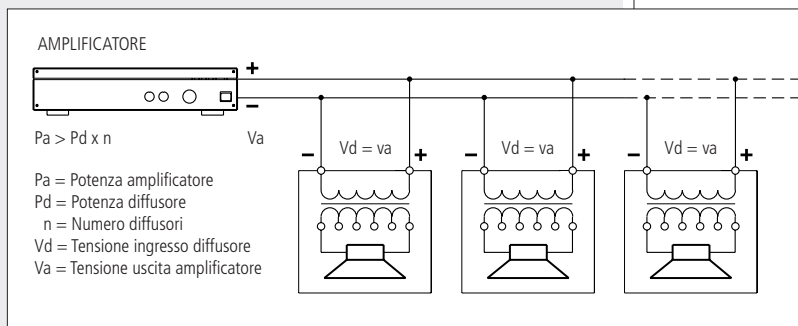 AMPLIFICATORE
+
−
Pa > Pd x n Va
− Vd = va + − Vd = va + − Vd = va +
Pa = Potenza amplificatore
Pd = Potenza diffusore
n = Numero diffusori
Vd = Tensione ingresso diffusore
Va = Tensione uscita amplificatore